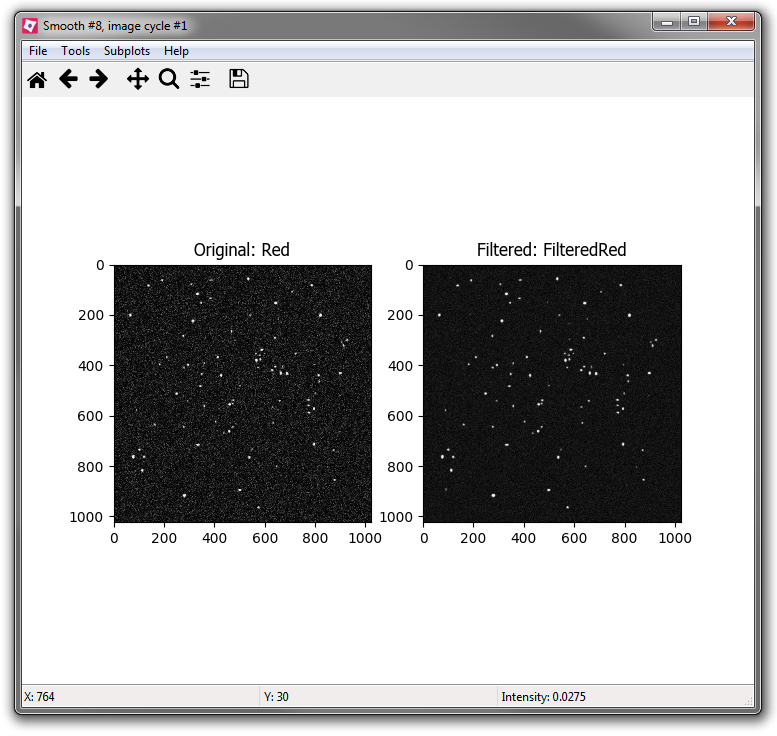 Smooth #8, image cycle #1
File Tools Subplots Help
Original: Red
0
200
400
600
800
1000
0 200 400 600 800 1000
Filtered: FilteredRed
0
200
400
600
800
1000
0 200 400 600 800 1000
X: 764 Y: 30 Intensity: 0.0275